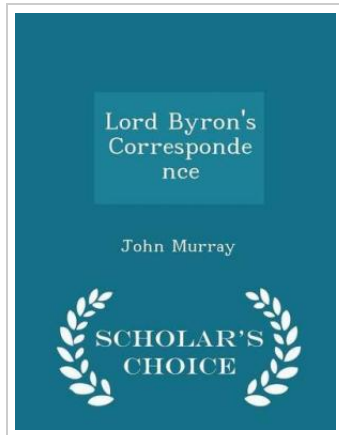 Lord Byron's
Corresponde
nce
John Murray
SCHOLAR'S
CHOICE